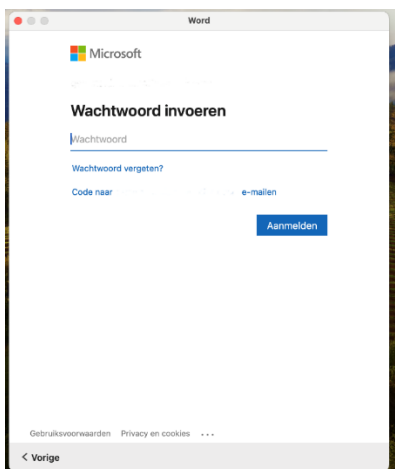 Word
Microsoft
Wachtwoord invoeren
Wachtwoord
Wachtwoord vergeten?
Code naar e-mailen
Aanmelden
Gebruiksvoorwaarden Privacy en cookies ...
< Vorige